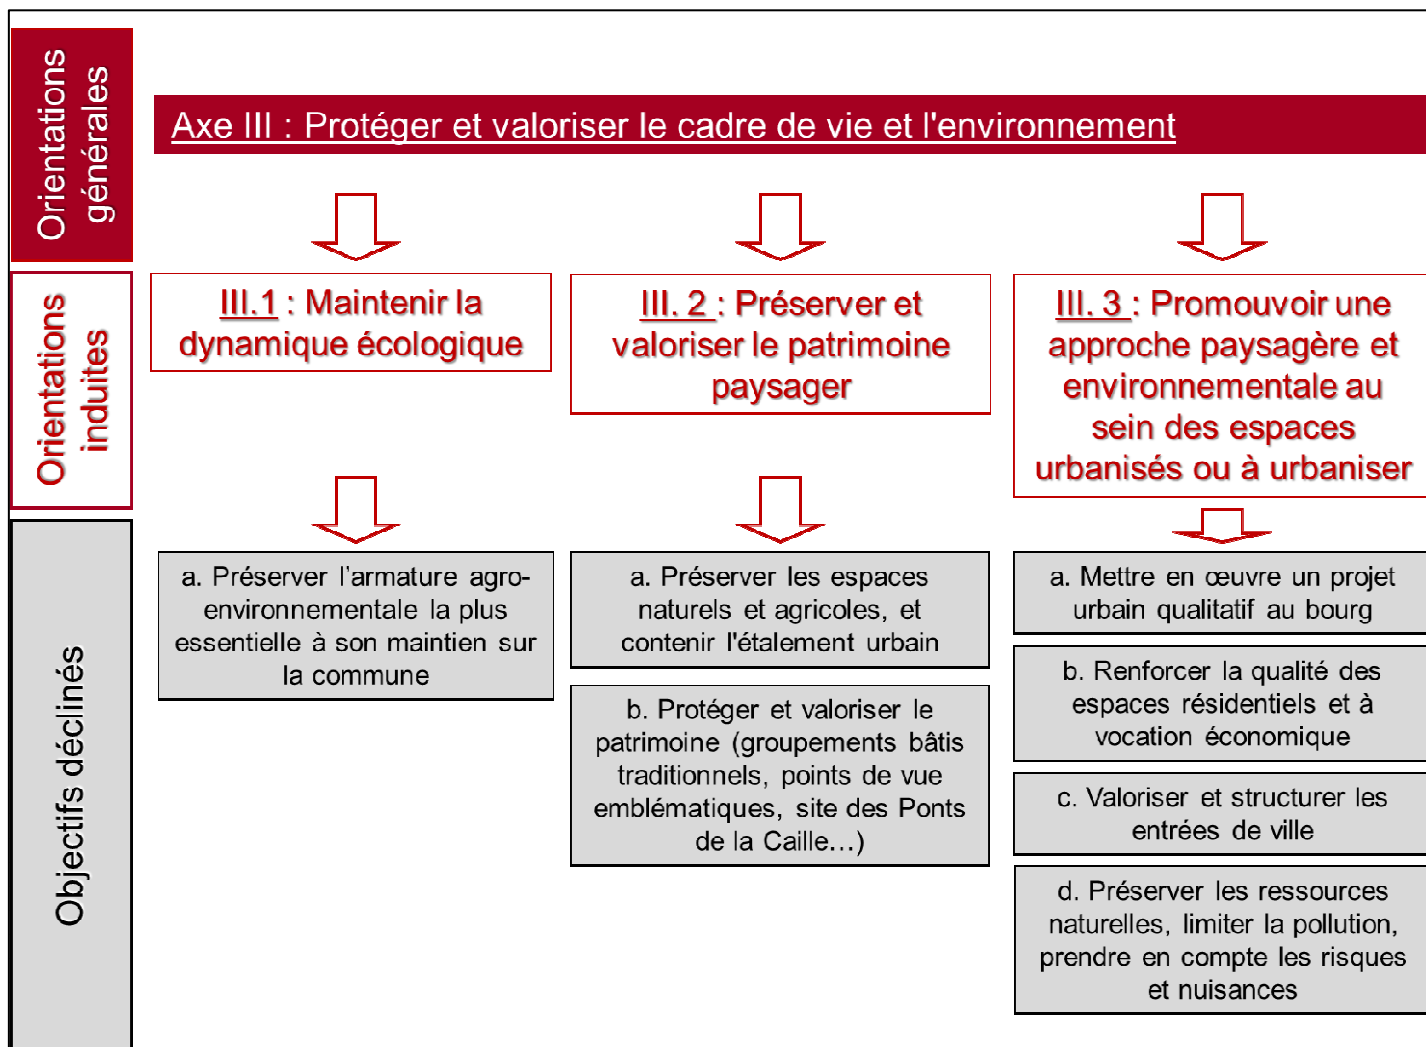 Orientations
générales
Axe III : Protéger et valoriser le cadre de vie et l'environnement
Orientations
induites
III.1 : Maintenir la
dynamique écologique
III. 2 : Préserver et
valoriser le patrimoine
paysager
III. 3 : Promouvoir une
approche paysagère et
environnementale au
sein des espaces
urbanisés ou à urbaniser
Objectifs déclinés
a. Préserver l’armature agro-
environnementale la plus
essentielle à son maintien sur
la commune
a. Préserver les espaces
naturels et agricoles, et
contenir l'étalement urbain
b. Protéger et valoriser le
patrimoine (groupements bâtis
traditionnels, points de vue
emblématiques, site des Ponts
de la Caille…)
a. Mettre en œuvre un projet
urbain qualitatif au bourg
b. Renforcer la qualité des
espaces résidentiels et à
vocation économique
c. Valoriser et structurer les
entrées de ville
d. Préserver les ressources
naturelles, limiter la pollution,
prendre en compte les risques
et nuisances